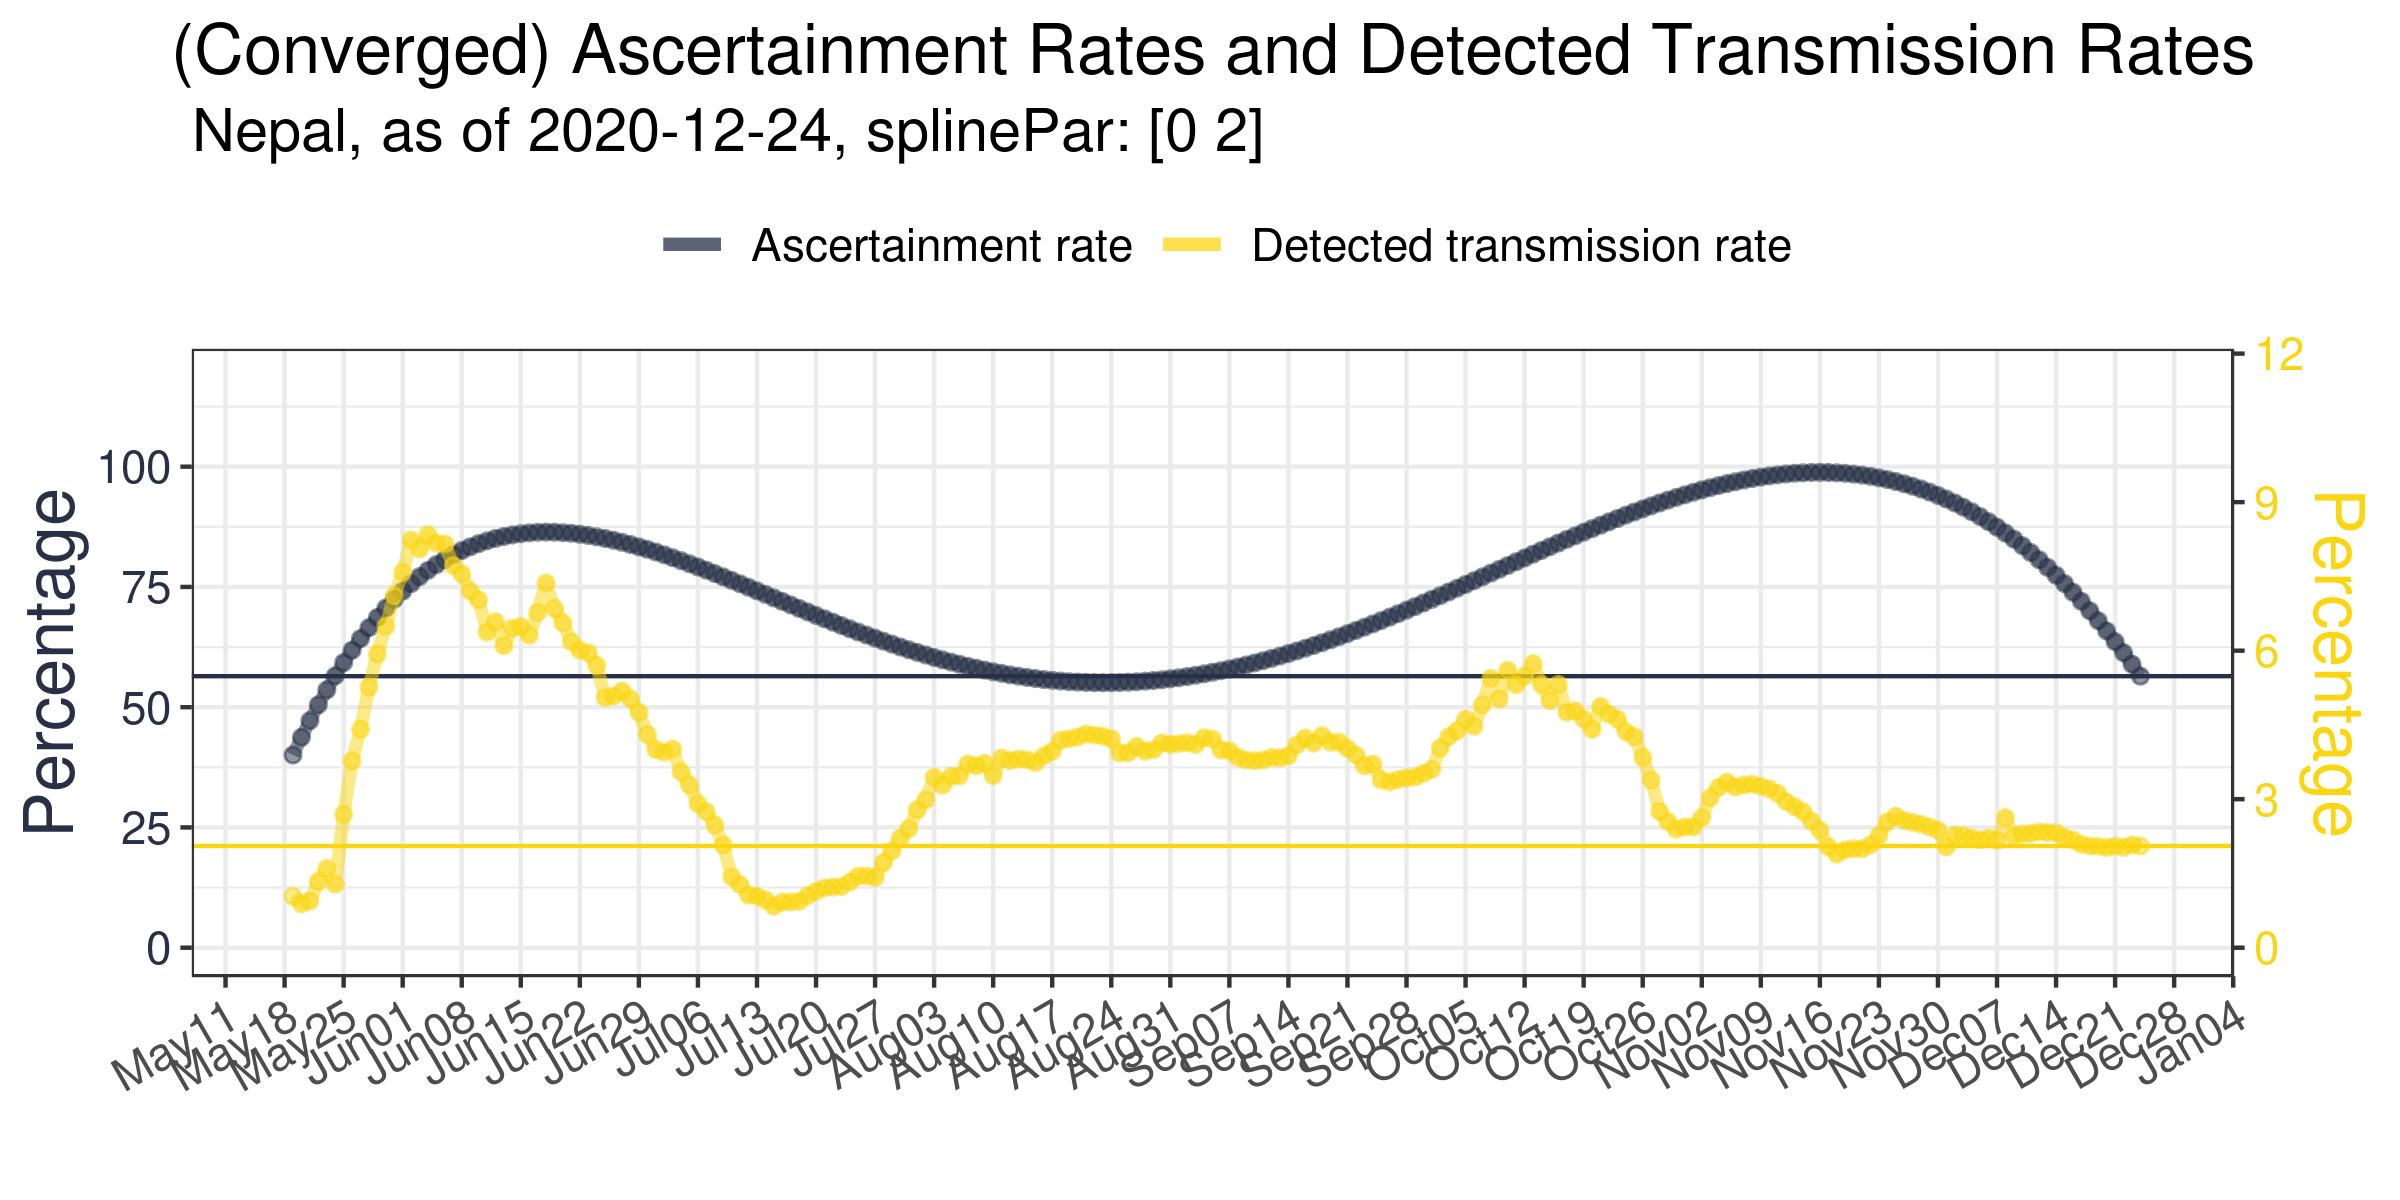 (Converged) Ascertainment Rates and Detected Transmission Rates
Nepal, as of 2020-12-24, splinePar: [0 2]
Ascertainment rate Detected transmission rate
Percentage
100
75
50
25
0
12
9
6
3
0
Percentage
May11 May18 May25 Jun01 Jun08 Jun15 Jun22 Jun29 Jul06 Jul13 Jul20 Jul27 Aug03 Aug10 Aug17 Aug24 Aug31 Sep07 Sep14 Sep21 Sep28 Oct05 Oct12 Oct19 Oct26 Nov02 Nov09 Nov16 Nov23 Nov30 Dec07 Dec14 Dec21 Dec28 Jan04